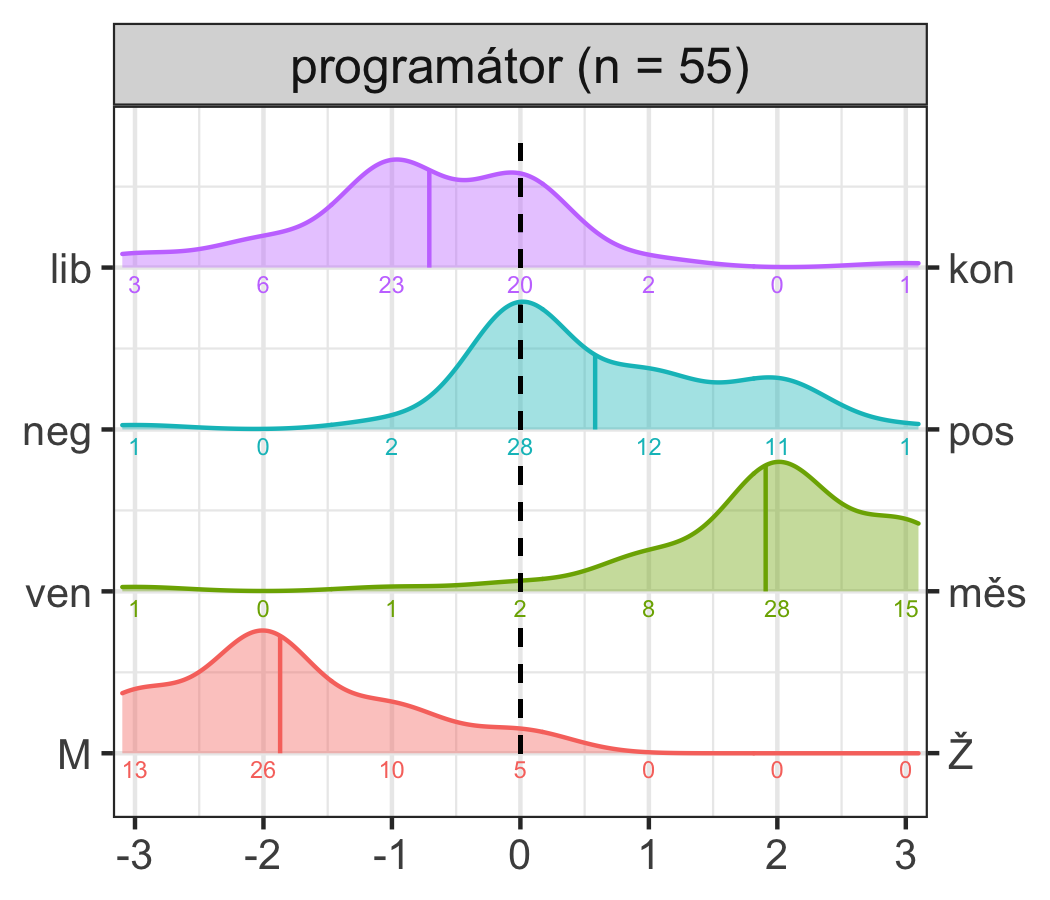 programátor (n = 55)
lib kon
3 6 23 20 2 0 1
neg pos
1 0 2 28 12 11 1
ven měs
1 0 1 2 8 28 15
M Ž
13 26 10 5 0 0 0
-3 -2 -1 0 1 2 3